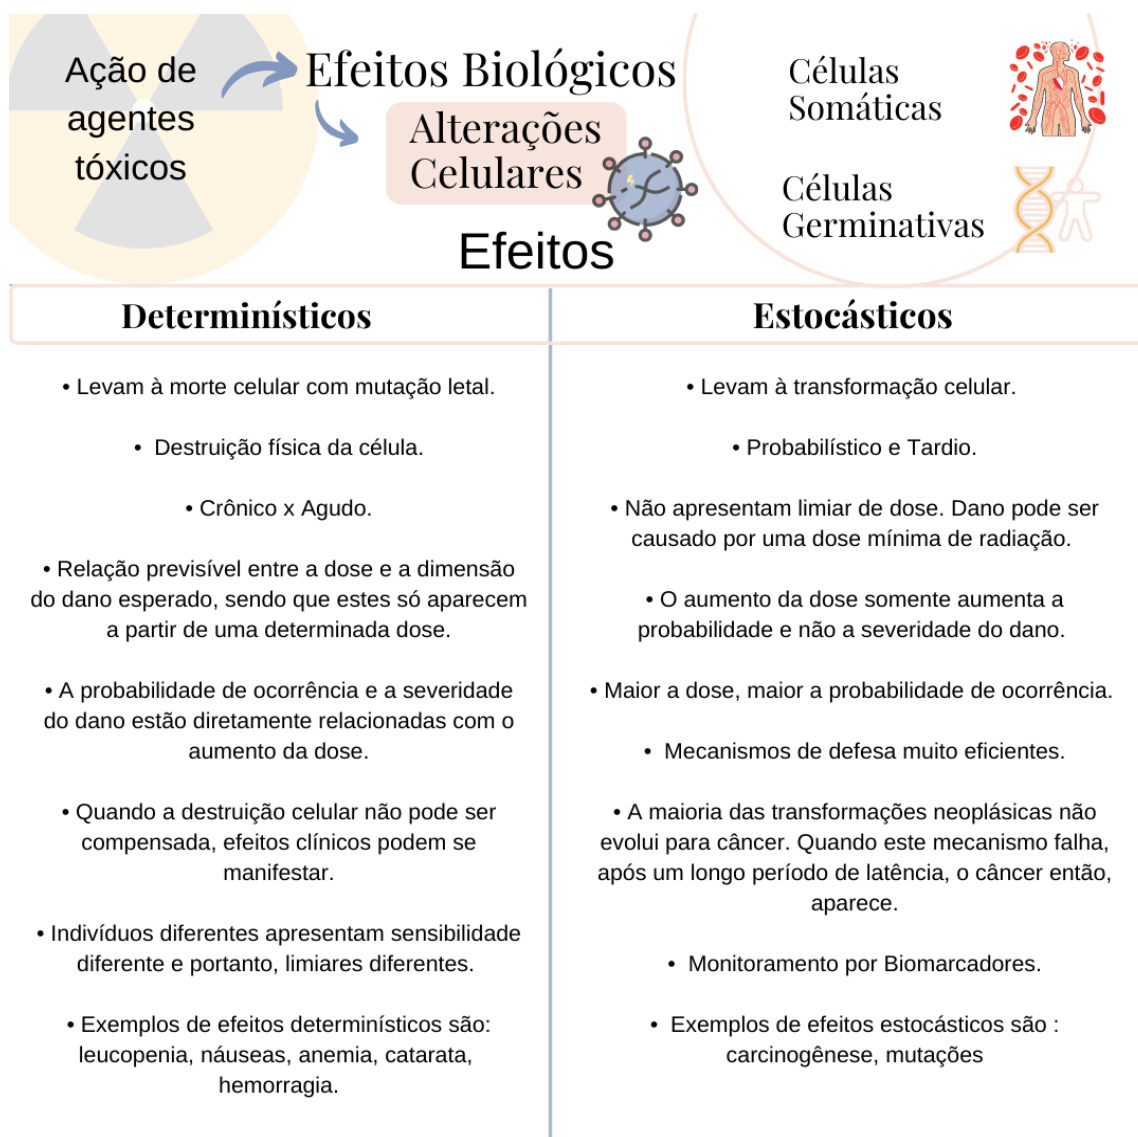 Ação de
agentes
tóxicos
Efeitos Biológicos
Alterações
Celulares
Células
Somáticas
Células
Germinativas
Efeitos
Determinísticos
• Levam à morte celular com mutação letal.
• Destruição física da célula.
• Crônico x Agudo.
• Relação previsível entre a dose e a dimensão
do dano esperado, sendo que estes só aparecem
a partir de uma determinada dose.
• A probabilidade de ocorrência e a severidade
do dano estão diretamente relacionadas com o
aumento da dose.
• Quando a destruição celular não pode ser
compensada, efeitos clínicos podem se
manifestar.
• Indivíduos diferentes apresentam sensibilidade
diferente e portanto, limiares diferentes.
• Exemplos de efeitos determinísticos são:
leucopenia, náuseas, anemia, catarata,
hemorragia.
Estocásticos
• Levam à transformação celular.
• Probabilístico e Tardio.
• Não apresentam limiar de dose. Dano pode ser
causado por uma dose mínima de radiação.
• O aumento da dose somente aumenta a
probabilidade e não a severidade do dano.
• Maior a dose, maior a probabilidade de ocorrência.
• Mecanismos de defesa muito eficientes.
• A maioria das transformações neoplásicas não
evolui para câncer. Quando este mecanismo falha,
após um longo período de latência, o câncer então,
aparece.
• Monitoramento por Biomarcadores.
• Exemplos de efeitos estocásticos são :
carcinogênese, mutações